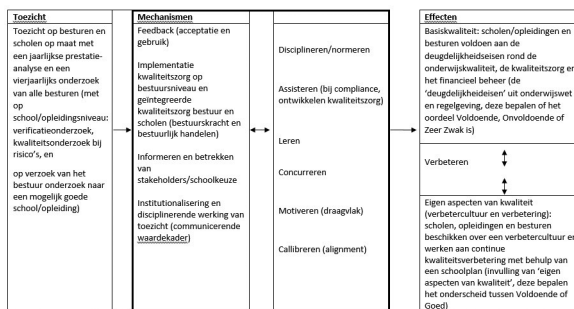 Toezicht
Toezicht op besturen en
scholen op maat met
een jaarlijkse prestatie-
analyse en een
vierjaarlijks onderzoek
van alle besturen (met
op
school/opleidingsniveau:
verificatieonderzoek,
kwaliteitsonderzoek bij
risico's, en
op verzoek van het
bestuur onderzoek naar
een mogelijk goede
school/opleiding)
Mechanismen
Feedback (acceptatie en
gebruik)
Implementatie
kwaliteitszorg op
bestuursniveau en
geïntegreerde
kwaliteitszorg bestuur en
scholen (bestuurskracht en
bestuurlijk handelen)
Informeren en betrekken
van
stakeholders/schoolkeuze
Institutionalisering en
disciplinerende werking van
toezicht (communicerende
waardekader)
Disciplineren/normeren
Assisteren (bij compliance,
ontwikkelen kwaliteitszorg)
Leren
Concurreren
Motiveren (draagvlak)
Callibreren (alignment)
Effecten
Basiskwaliteit: scholen/opleidingen en
besturen voldoen aan de
deugdelijkheidseisen rond de
onderwijskwaliteit, de kwaliteitszorg en
het financieel beheer (de
'deugdelijkheideisen' uit onderwijswet
en regelgeving, deze bepalen of het
oordeel Voldoende, Onvoldoende of
Zeer Zwak is)
Verbeteren
Eigen aspecten van kwaliteit
(verbetercultuur en verbetering):
scholen, opleidingen en besturen
beschikken over een verbetercultuur en
werken aan continue
kwaliteitsverbetering met behulp van
een schoolplan (invulling van 'eigen
aspecten van kwaliteit', deze bepalen
het onderscheid tussen Voldoende of
Goed)